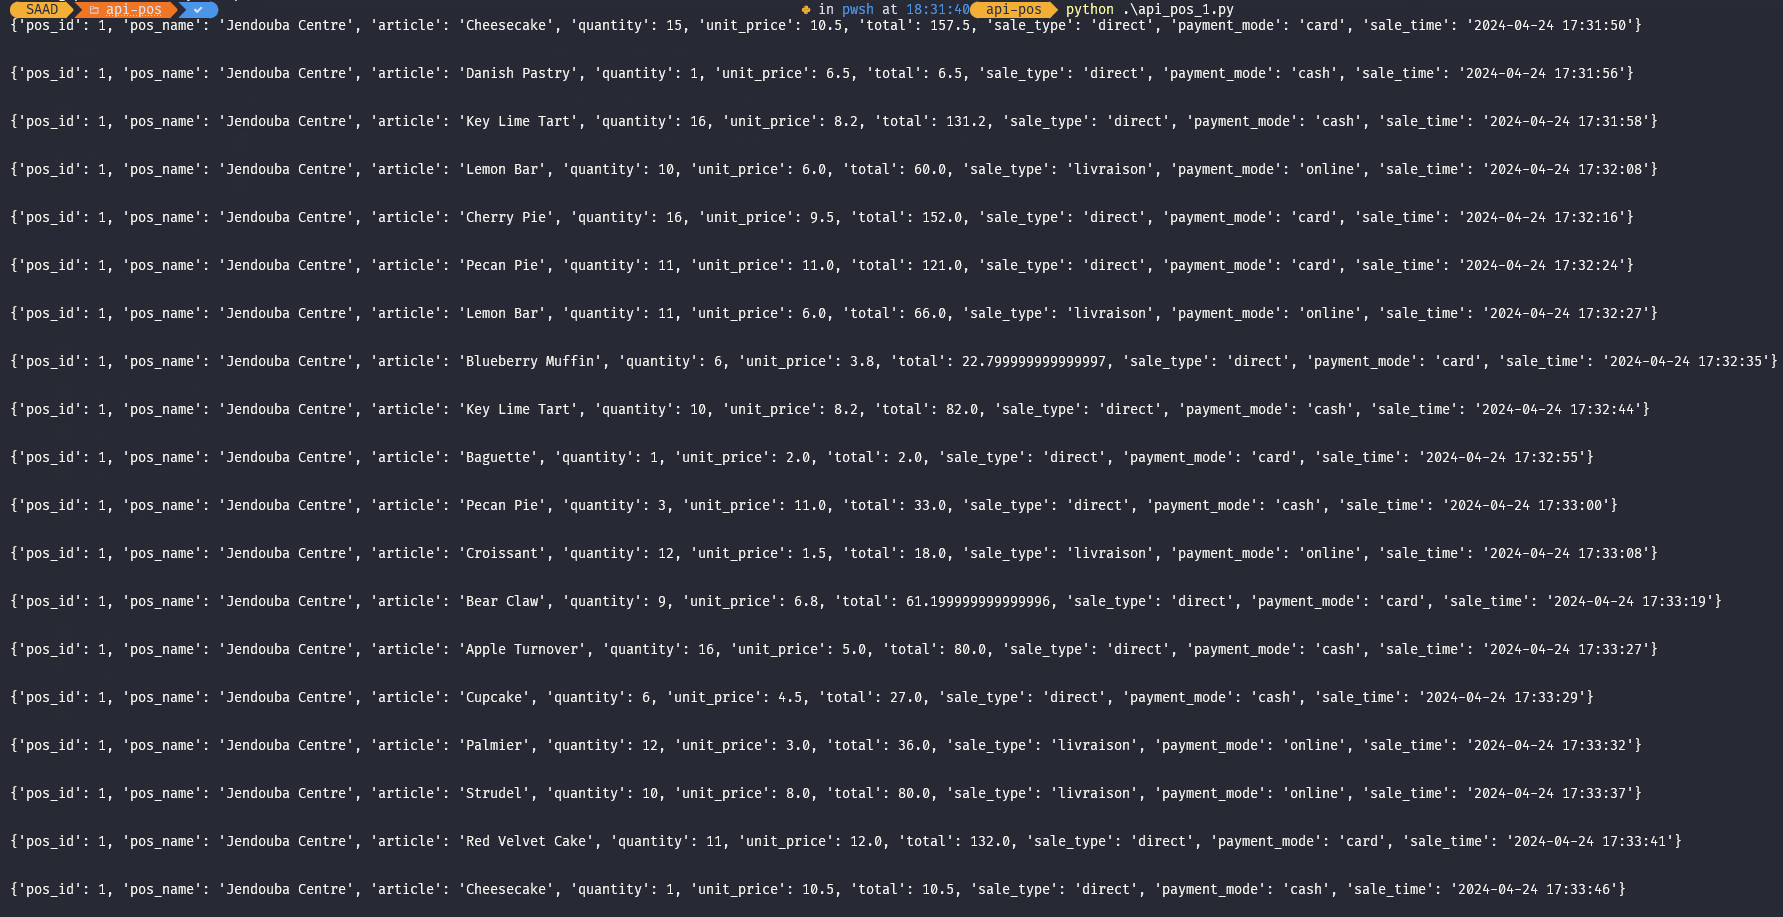 SAAD api-pos ✔ in pwsh at 18:31:40 api-pos python .\api_pos_1.py
{'pos_id': 1, 'pos_name': 'Jendouba Centre', 'article': 'Cheesecake', 'quantity': 15, 'unit_price': 10.5, 'total': 157.5, 'sale_type': 'direct', 'payment_mode': 'card', 'sale_time': '2024-04-24 17:31:50'}
{'pos_id': 1, 'pos_name': 'Jendouba Centre', 'article': 'Danish Pastry', 'quantity': 1, 'unit_price': 6.5, 'total': 6.5, 'sale_type': 'direct', 'payment_mode': 'cash', 'sale_time': '2024-04-24 17:31:56'}
{'pos_id': 1, 'pos_name': 'Jendouba Centre', 'article': 'Key Lime Tart', 'quantity': 16, 'unit_price': 8.2, 'total': 131.2, 'sale_type': 'direct', 'payment_mode': 'cash', 'sale_time': '2024-04-24 17:31:58'}
{'pos_id': 1, 'pos_name': 'Jendouba Centre', 'article': 'Lemon Bar', 'quantity': 10, 'unit_price': 6.0, 'total': 60.0, 'sale_type': 'livraison', 'payment_mode': 'online', 'sale_time': '2024-04-24 17:32:08'}
{'pos_id': 1, 'pos_name': 'Jendouba Centre', 'article': 'Cherry Pie', 'quantity': 16, 'unit_price': 9.5, 'total': 152.0, 'sale_type': 'direct', 'payment_mode': 'card', 'sale_time': '2024-04-24 17:32:16'}
{'pos_id': 1, 'pos_name': 'Jendouba Centre', 'article': 'Pecan Pie', 'quantity': 11, 'unit_price': 11.0, 'total': 121.0, 'sale_type': 'direct', 'payment_mode': 'card', 'sale_time': '2024-04-24 17:32:24'}
{'pos_id': 1, 'pos_name': 'Jendouba Centre', 'article': 'Lemon Bar', 'quantity': 11, 'unit_price': 6.0, 'total': 66.0, 'sale_type': 'livraison', 'payment_mode': 'online', 'sale_time': '2024-04-24 17:32:27'}
{'pos_id': 1, 'pos_name': 'Jendouba Centre', 'article': 'Blueberry Muffin', 'quantity': 6, 'unit_price': 3.8, 'total': 22.799999999999997, 'sale_type': 'direct', 'payment_mode': 'card', 'sale_time': '2024-04-24 17:32:35'}
{'pos_id': 1, 'pos_name': 'Jendouba Centre', 'article': 'Key Lime Tart', 'quantity': 10, 'unit_price': 8.2, 'total': 82.0, 'sale_type': 'direct', 'payment_mode': 'cash', 'sale_time': '2024-04-24 17:32:44'}
{'pos_id': 1, 'pos_name': 'Jendouba Centre', 'article': 'Baguette', 'quantity': 1, 'unit_price': 2.0, 'total': 2.0, 'sale_type': 'direct', 'payment_mode': 'card', 'sale_time': '2024-04-24 17:32:55'}
{'pos_id': 1, 'pos_name': 'Jendouba Centre', 'article': 'Pecan Pie', 'quantity': 3, 'unit_price': 11.0, 'total': 33.0, 'sale_type': 'direct', 'payment_mode': 'cash', 'sale_time': '2024-04-24 17:33:00'}
{'pos_id': 1, 'pos_name': 'Jendouba Centre', 'article': 'Croissant', 'quantity': 12, 'unit_price': 1.5, 'total': 18.0, 'sale_type': 'livraison', 'payment_mode': 'online', 'sale_time': '2024-04-24 17:33:08'}
{'pos_id': 1, 'pos_name': 'Jendouba Centre', 'article': 'Bear Claw', 'quantity': 9, 'unit_price': 6.8, 'total': 61.199999999999996, 'sale_type': 'direct', 'payment_mode': 'card', 'sale_time': '2024-04-24 17:33:19'}
{'pos_id': 1, 'pos_name': 'Jendouba Centre', 'article': 'Apple Turnover', 'quantity': 16, 'unit_price': 5.0, 'total': 80.0, 'sale_type': 'direct', 'payment_mode': 'cash', 'sale_time': '2024-04-24 17:33:27'}
{'pos_id': 1, 'pos_name': 'Jendouba Centre', 'article': 'Cupcake', 'quantity': 6, 'unit_price': 4.5, 'total': 27.0, 'sale_type': 'direct', 'payment_mode': 'cash', 'sale_time': '2024-04-24 17:33:29'}
{'pos_id': 1, 'pos_name': 'Jendouba Centre', 'article': 'Palmier', 'quantity': 12, 'unit_price': 3.0, 'total': 36.0, 'sale_type': 'livraison', 'payment_mode': 'online', 'sale_time': '2024-04-24 17:33:32'}
{'pos_id': 1, 'pos_name': 'Jendouba Centre', 'article': 'Strudel', 'quantity': 10, 'unit_price': 8.0, 'total': 80.0, 'sale_type': 'livraison', 'payment_mode': 'online', 'sale_time': '2024-04-24 17:33:37'}
{'pos_id': 1, 'pos_name': 'Jendouba Centre', 'article': 'Red Velvet Cake', 'quantity': 11, 'unit_price': 12.0, 'total': 132.0, 'sale_type': 'direct', 'payment_mode': 'card', 'sale_time': '2024-04-24 17:33:41'}
{'pos_id': 1, 'pos_name': 'Jendouba Centre', 'article': 'Cheesecake', 'quantity': 1, 'unit_price': 10.5, 'total': 10.5, 'sale_type': 'direct', 'payment_mode': 'cash', 'sale_time': '2024-04-24 17:33:46'}